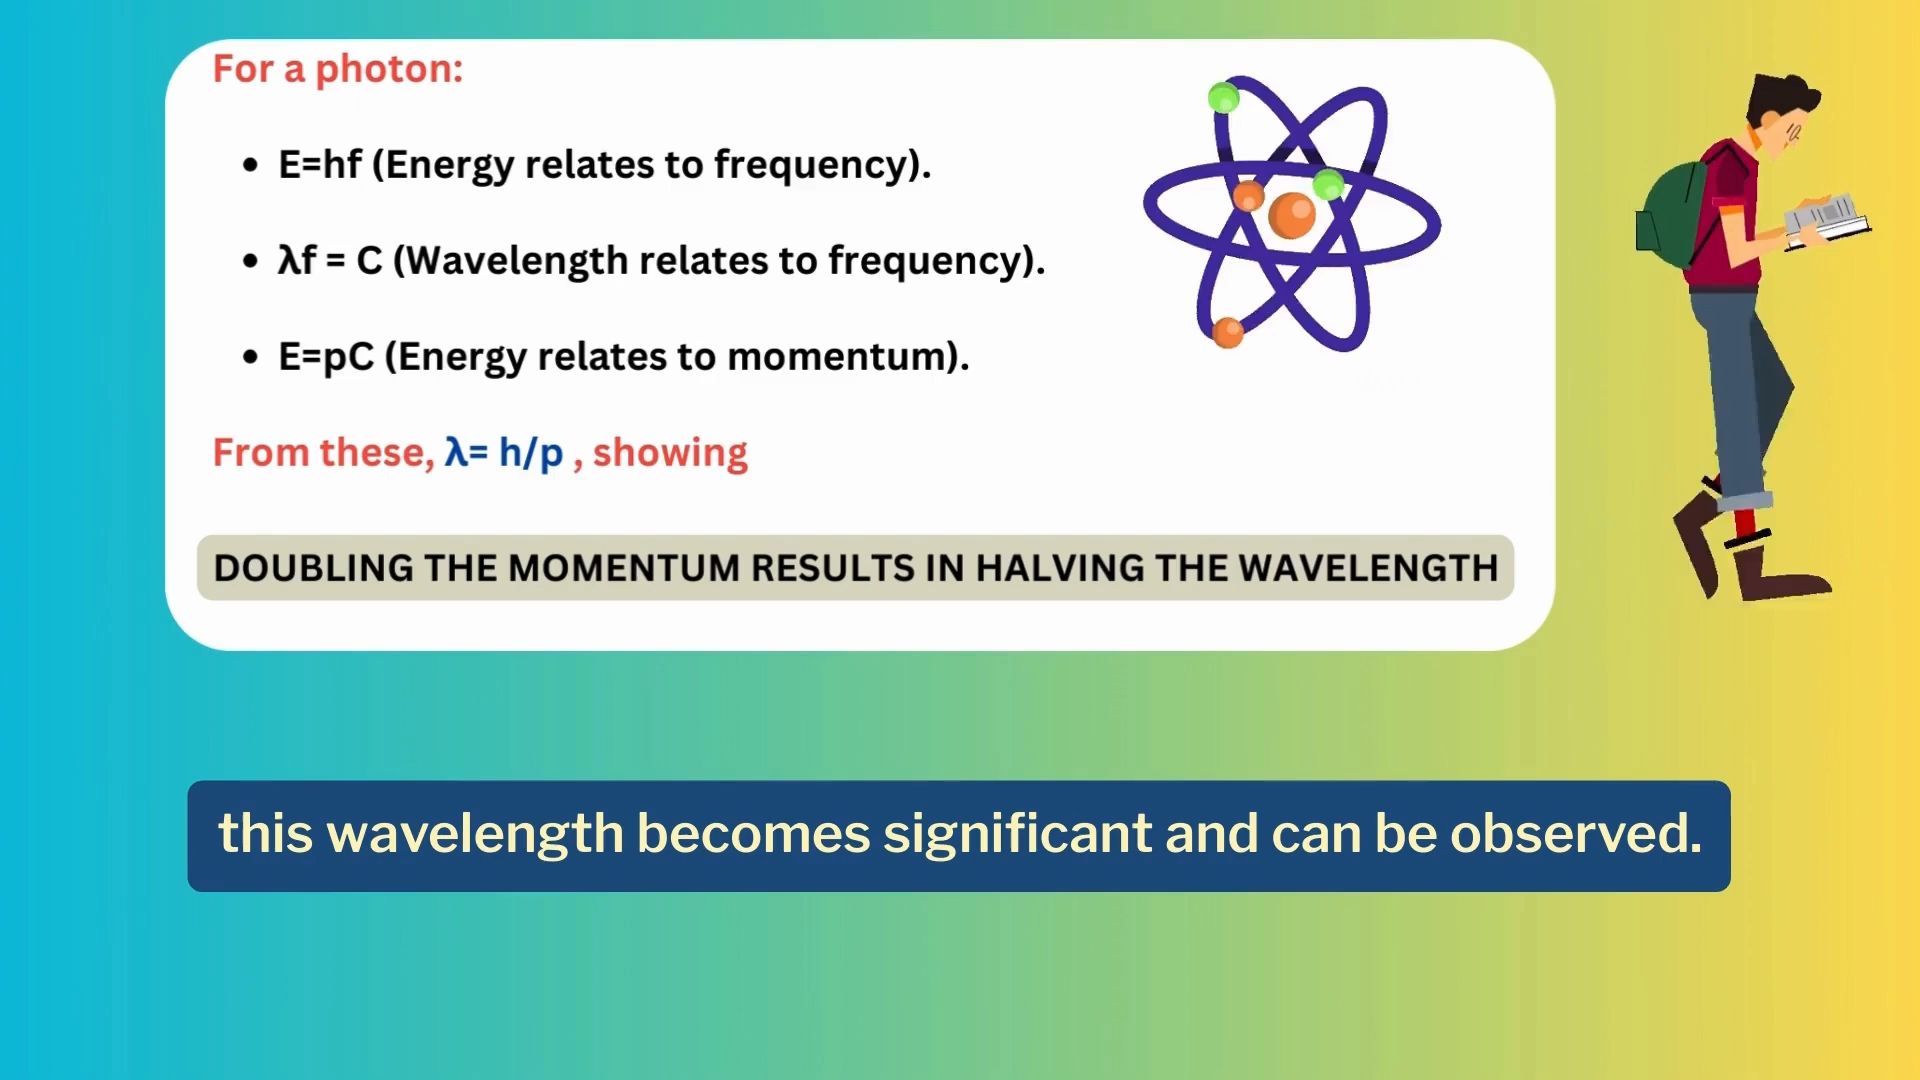 For a photon:
• E=hf (Energy relates to frequency).
• λf = C (Wavelength relates to frequency).
• E=pC (Energy relates to momentum).
From these, λ= h/p , showing
DOUBLING THE MOMENTUM RESULTS IN HALVING THE WAVELENGTH
this wavelength becomes significant and can be observed.